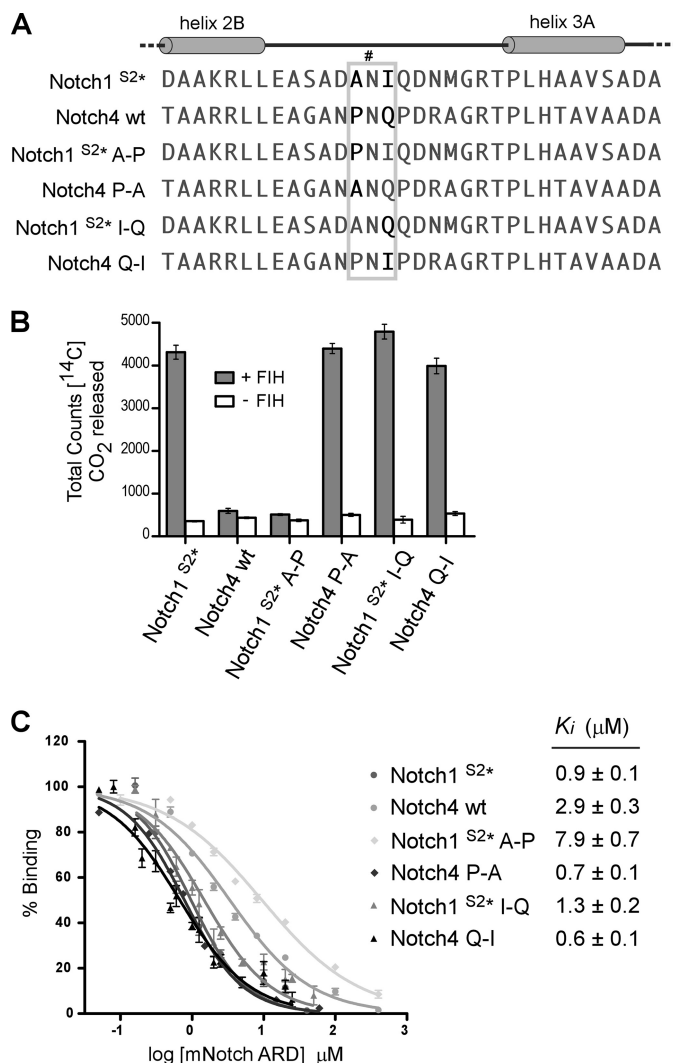 A
helix 2B
helix 3A
#
Notch1 S2* DAAKRLLEASADANIQDNMGRTPLHAAVSADA
Notch4 wt TAARRLLEAGANPNQPDRAGRTPLHTAVAADA
Notch1 S2* A-P DAAKRLLEASADPNIQDNMGRTPLHAAVSADA
Notch4 P-A TAARRLLEAGANANQPDRAGRTPLHTAVAADA
Notch1 S2* I-Q DAAKRLLEASADANQQDNMGRTPLHAAVSADA
Notch4 Q-I TAARRLLEAGANPNIPDRAGRTPLHTAVAADA
B
Total Counts [14C]
CO2 released
5000
4000
3000
2000
1000
0
+ FIH
- FIH
Notch1 S2*
Notch4 wt
Notch1 S2* A-P
Notch4 P-A
Notch1 S2* I-Q
Notch4 Q-I
C
% Binding
120
100
80
60
40
20
0
-1 0 1 2 3
log [mNotch ARD] μM
Ki (μM)
Notch1 S2* 0.9 ± 0.1
Notch4 wt 2.9 ± 0.3
Notch1 S2* A-P 7.9 ± 0.7
Notch4 P-A 0.7 ± 0.1
Notch1 S2* I-Q 1.3 ± 0.2
Notch4 Q-I 0.6 ± 0.1